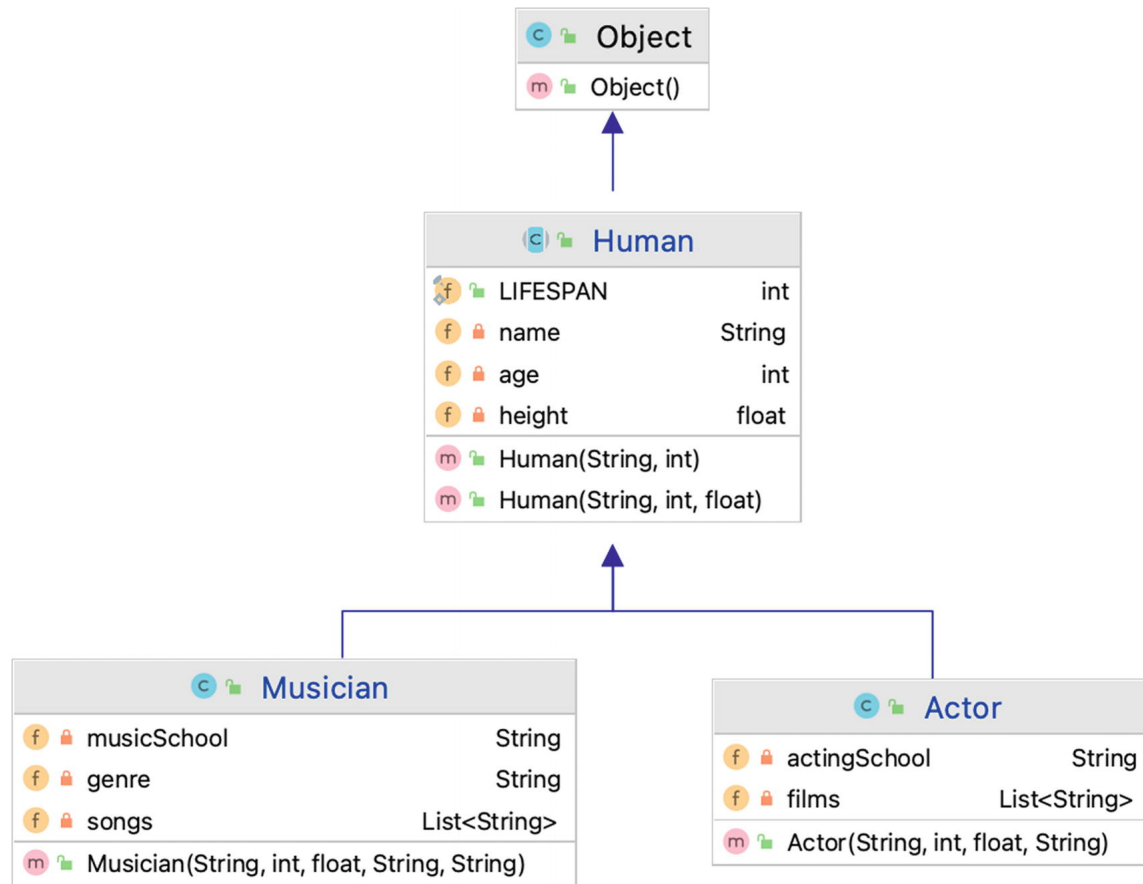 Object
Object()
Human
LIFESPAN int
name String
age int
height float
Human(String, int)
Human(String, int, float)
Musician
musicSchool String
genre String
songs List<String>
Musician(String, int, float, String, String)
Actor
actingSchool String
films List<String>
Actor(String, int, float, String)